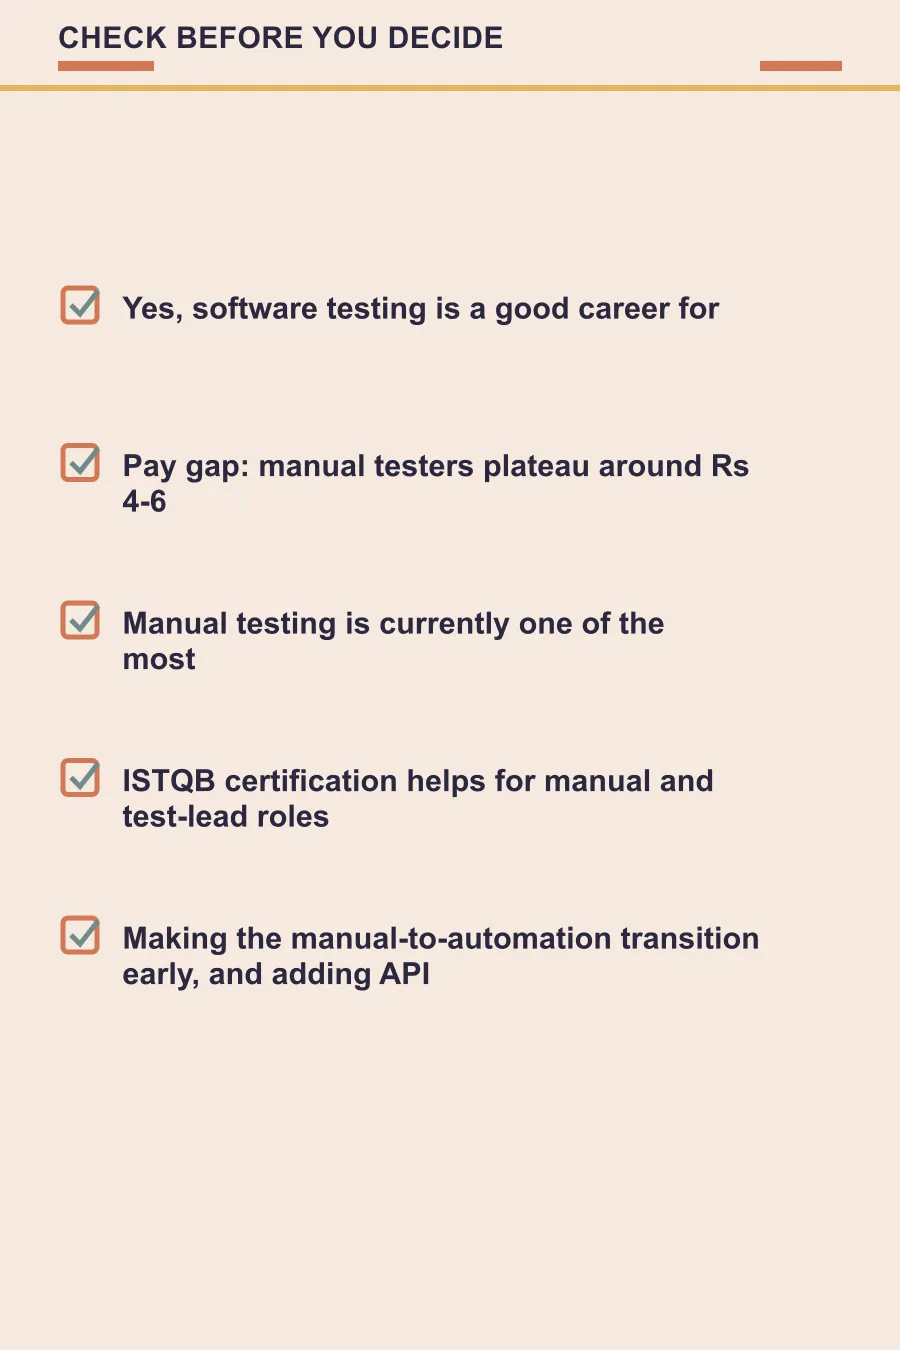 CHECK BEFORE YOU DECIDE
Yes, software testing is a good career for
Pay gap: manual testers plateau around Rs
4-6
Manual testing is currently one of the
most
ISTQB certification helps for manual and
test-lead roles
Making the manual-to-automation transition
early, and adding API